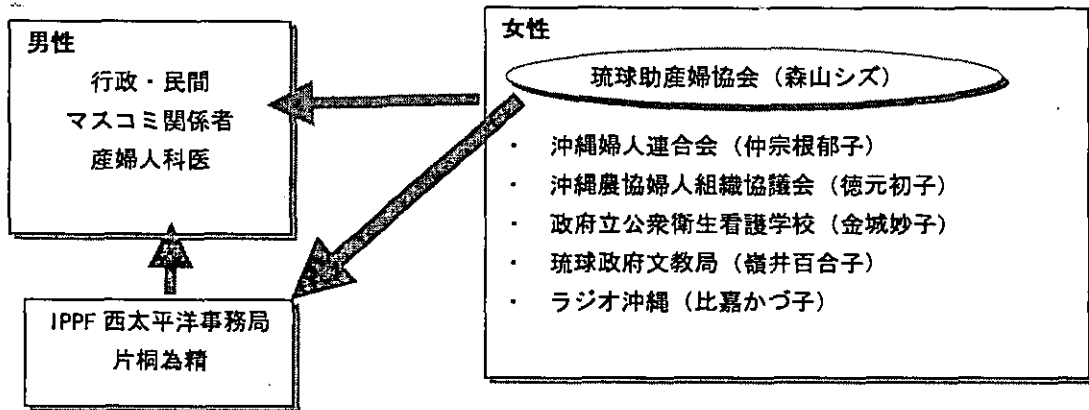 男性
行政・民間
マスコミ関係者
産婦人科医
IPPF 西太平洋事務局
片桐為精
女性
琉球助産婦協会（森山シズ）
・ 沖縄婦人連合会（仲宗根郁子）
・ 沖縄農協婦人組織協議会（徳元初子）
・ 政府立公衆衛生看護学校（金城妙子）
・ 琉球政府文教局（嶺井百合子）
・ ラジオ沖縄（比嘉かづ子）